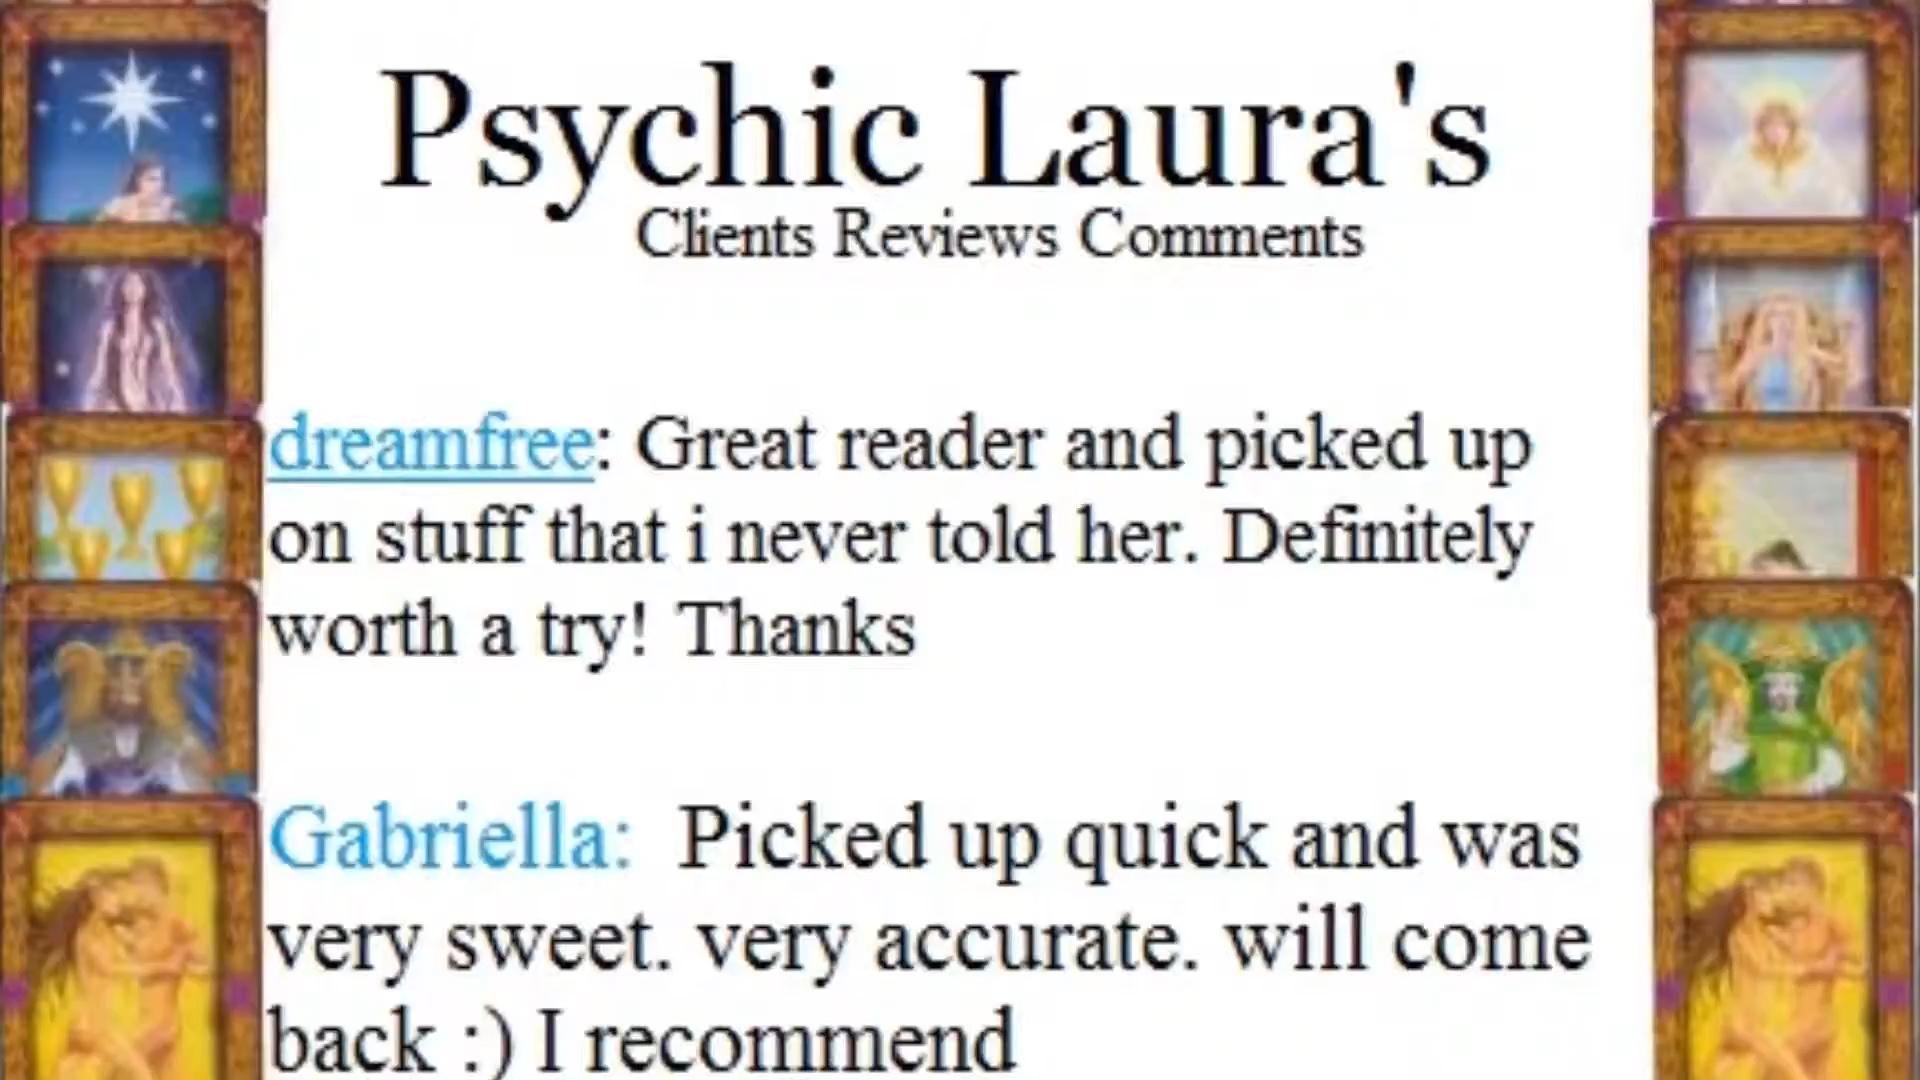 Psychic Laura's
Clients Reviews Comments
dreamfree: Great reader and picked up
on stuff that i never told her. Definitely
worth a try! Thanks
Gabriella: Picked up quick and was
very sweet. very accurate. will come
back :) I recommend